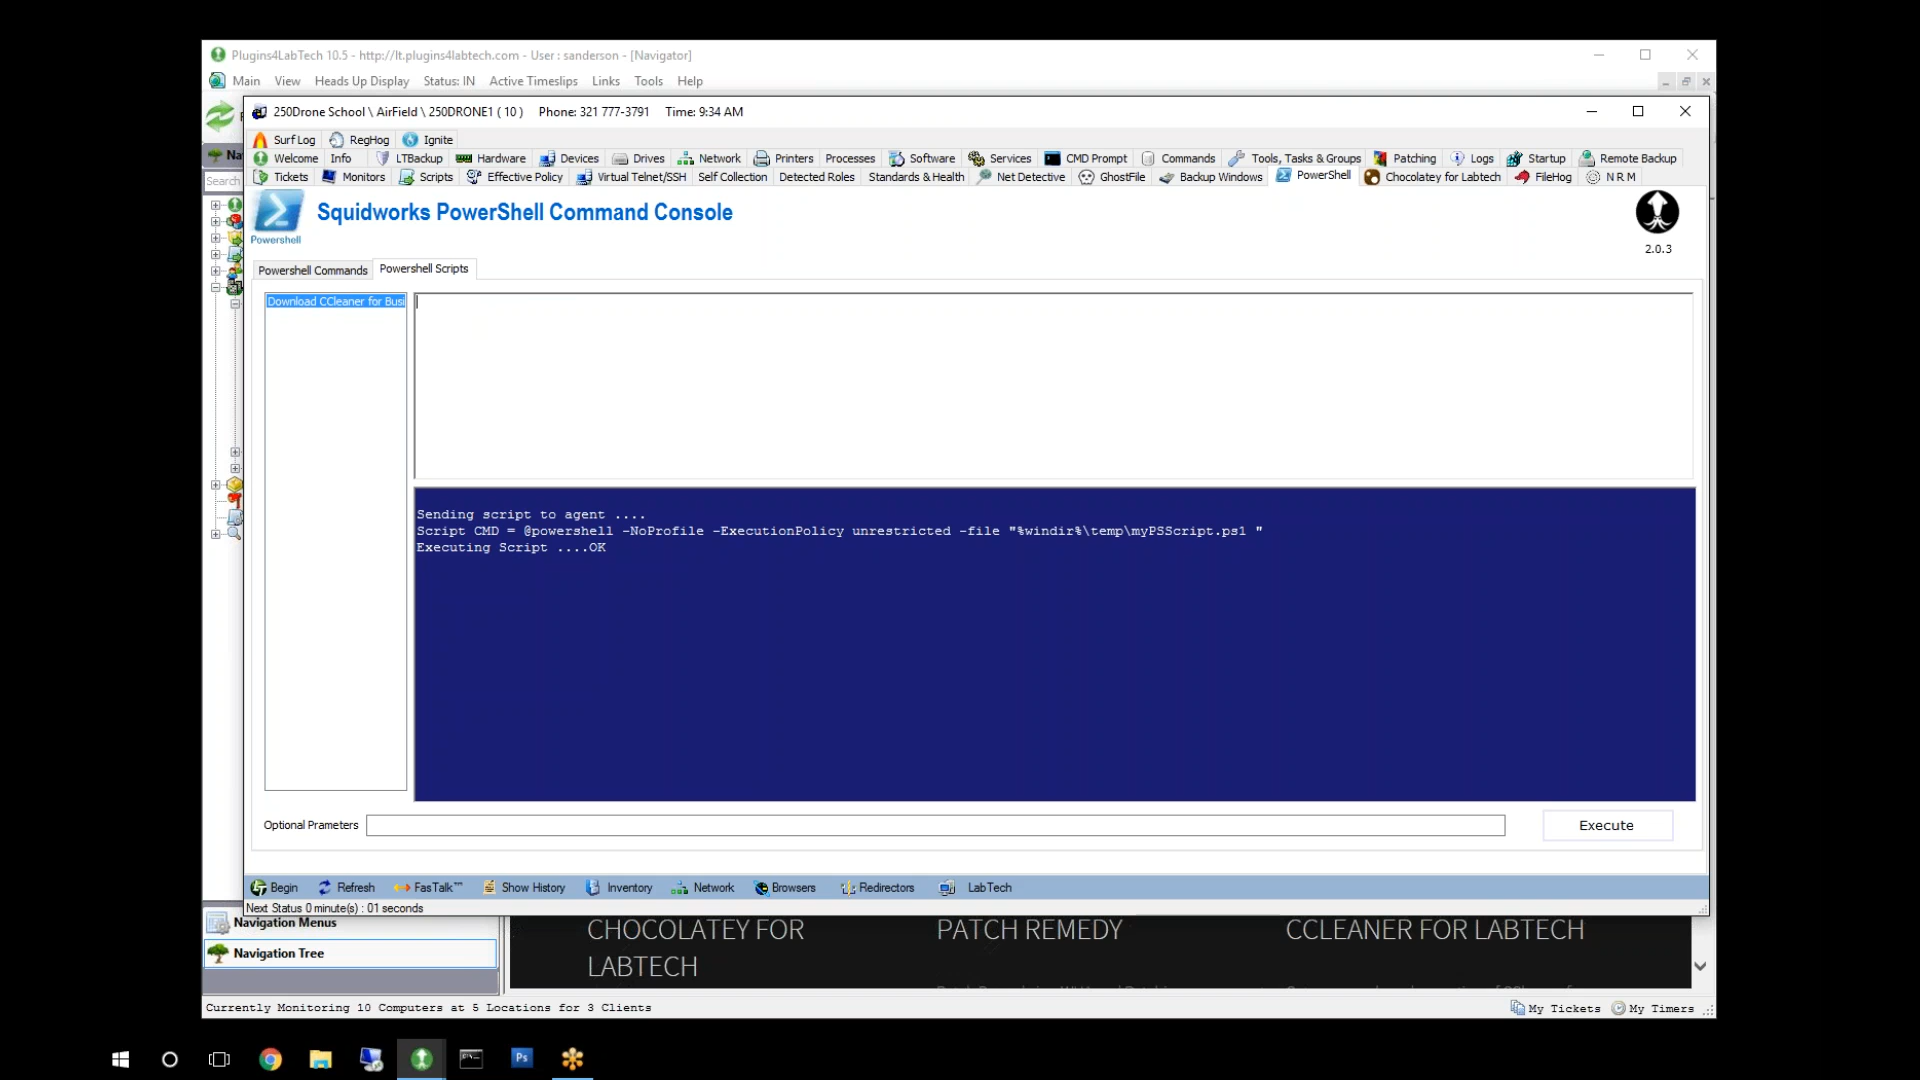 Plugins4LabTech 10.5 - http://lt.plugins4labtech.com - User : sanderson - [Navigator]
Main View Heads Up Display Status: IN Active Timeslips Links Tools Help
250Drone School \ AirField \ 250DRONE1 ( 10 ) Phone: 321 777-3791 Time: 9:34 AM
Surf Log RegHog Ignite
Welcome Info LTBackup Hardware Devices Drives Network Printers Processes Software Services CMD Prompt Commands Tools, Tasks & Groups Patching Logs Startup Remote Backup
Tickets Monitors Scripts Effective Policy Virtual Telnet/SSH Self Collection Detected Roles Standards & Health Net Detective GhostFile Backup Windows PowerShell Chocolatey for Labtech FileHog N R M
Search
Powershell
Squidworks PowerShell Command Console
2.0.3
Powershell Commands Powershell Scripts
Download CCleaner for Busi
Sending script to agent ....
Script CMD = @powershell -NoProfile -ExecutionPolicy unrestricted -file "%windir%\temp\myPSScript.ps1 "
Executing Script ....OK
Optional Prameters
Execute
Begin Refresh FasTalk™ Show History Inventory Network Browsers Redirectors LabTech
Next Status 0 minute(s) : 01 seconds
Navigation Menus
Navigation Tree
CHOCOLATEY FOR
LABTECH
PATCH REMEDY
CCLEANER FOR LABTECH
Currently Monitoring 10 Computers at 5 Locations for 3 Clients
My Tickets My Timers
Ps